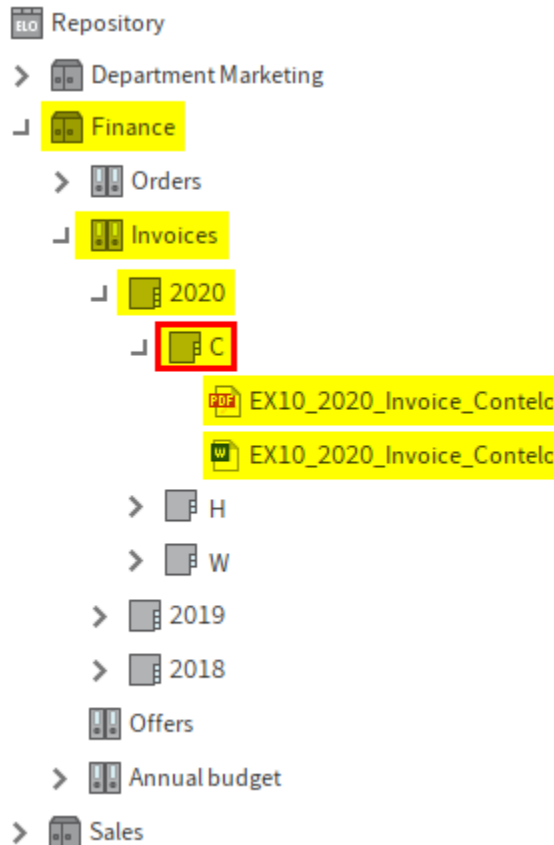 ELO Repository
Department Marketing
Finance
Orders
Invoices
2020
C
PDF EX10_2020_Invoice_Contelc
W EX10_2020_Invoice_Contelc
H
W
2019
2018
Offers
Annual budget
Sales